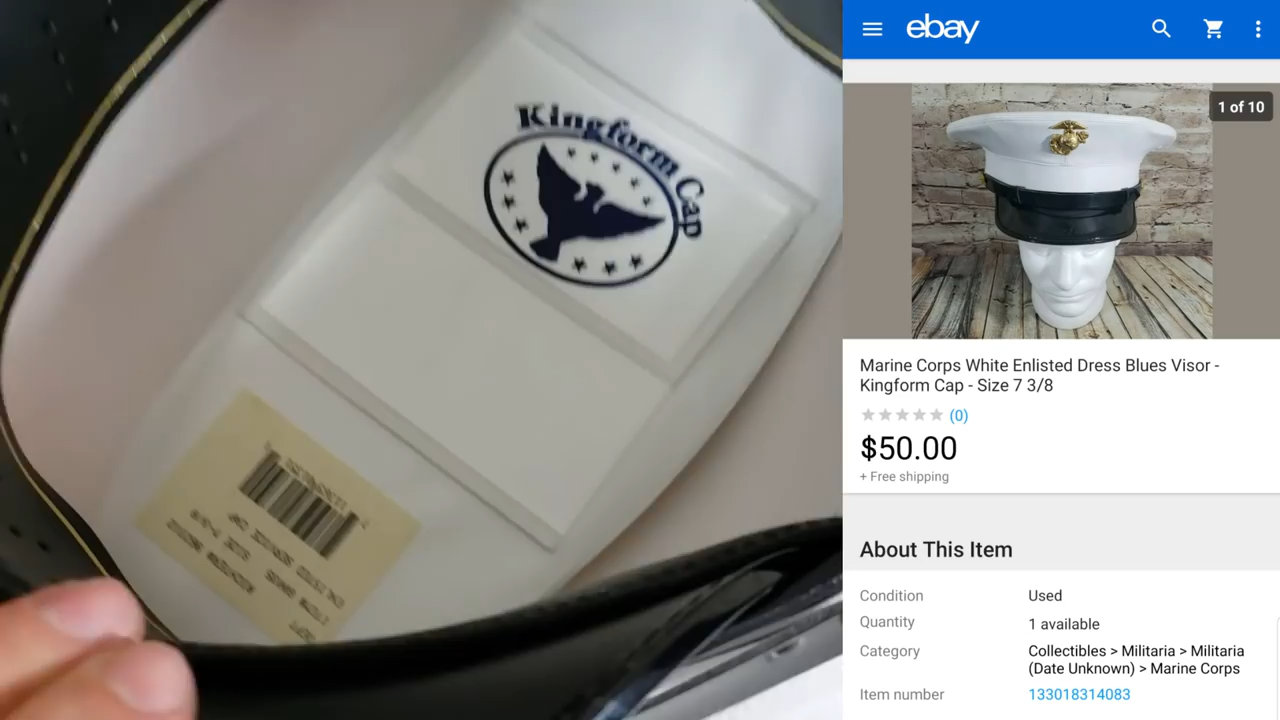 Kingform Cap
ebay
1 of 10
Marine Corps White Enlisted Dress Blues Visor -
Kingform Cap - Size 7 3/8
(0)
$50.00
+ Free shipping
About This Item
Condition Used
Quantity 1 available
Category Collectibles > Militaria > Militaria
(Date Unknown) > Marine Corps
Item number 133018314083